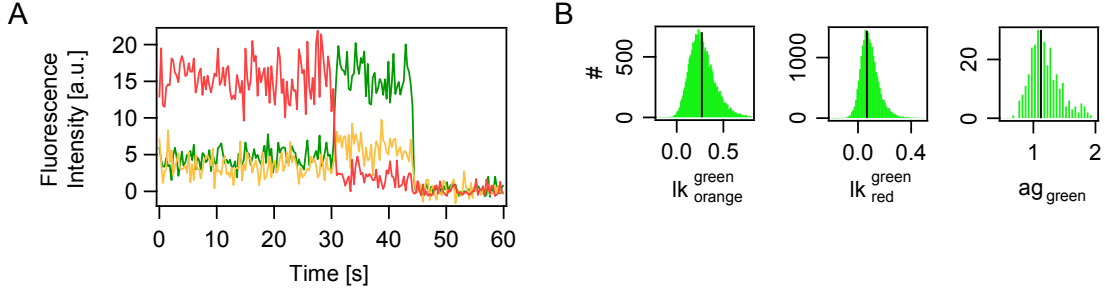 A
Fluorescence
Intensity [a.u.]
20
15
10
5
0
0 10 20 30 40 50 60
Time [s]
B
#
500
0
0.0 0.5
lk green orange
1000
0
0.0 0.4
lk green red
20
0
1 2
ag green